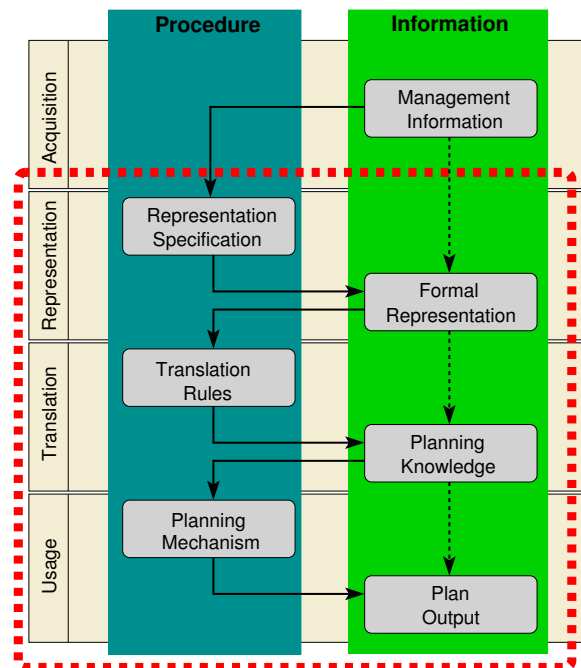 Procedure
Information
Acquisition
Management
Information
Representation
Representation
Specification
Formal
Representation
Translation
Translation
Rules
Planning
Knowledge
Usage
Planning
Mechanism
Plan
Output